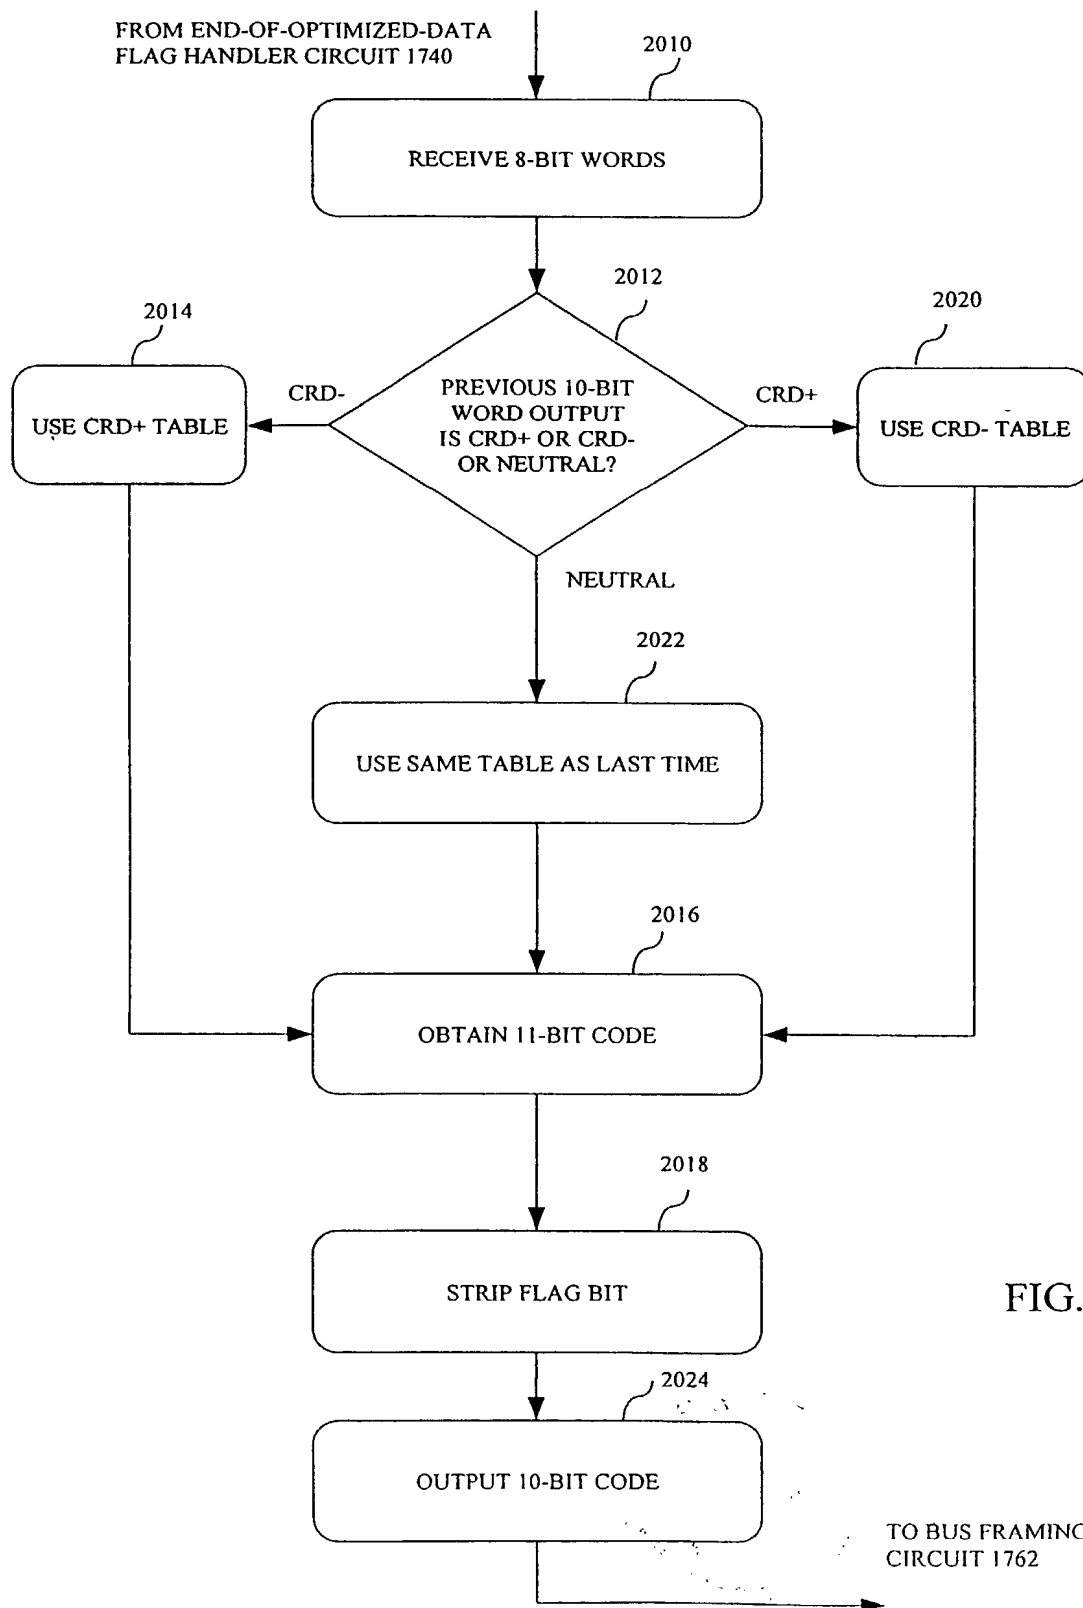 FROM END-OF-OPTIMIZED-DATA
FLAG HANDLER CIRCUIT 1740
2010
RECEIVE 8-BIT WORDS
2012
2014
2020
CRD-
CRD+
PREVIOUS 10-BIT
WORD OUTPUT
IS CRD+ OR CRD-
OR NEUTRAL?
USE CRD+ TABLE
USE CRD- TABLE
NEUTRAL
2022
USE SAME TABLE AS LAST TIME
2016
OBTAIN 11-BIT CODE
2018
STRIP FLAG BIT
FIG.
2024
OUTPUT 10-BIT CODE
TO BUS FRAMING
CIRCUIT 1762